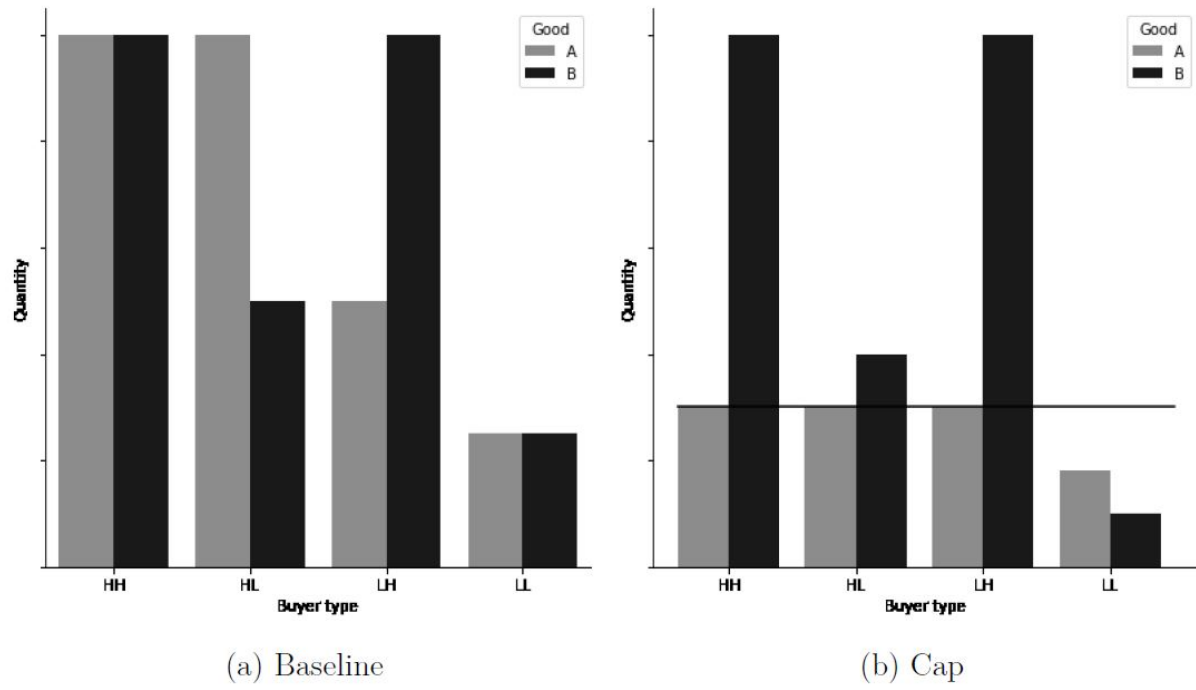 Good
A
B
Quantity
HH
HL
LH
LL
Buyer type
(a) Baseline
Good
A
B
Quantity
HH
HL
LH
LL
Buyer type
(b) Cap